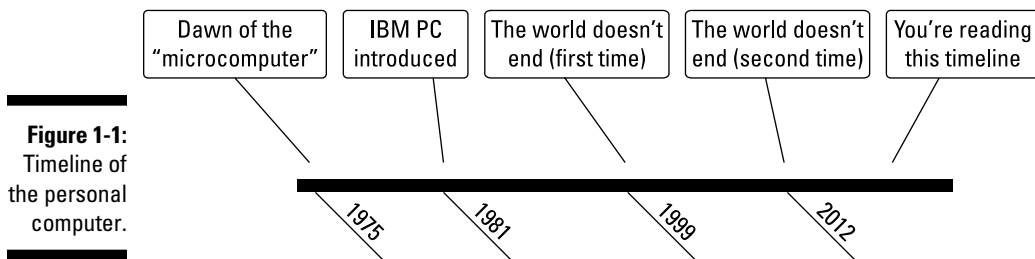 Dawn of the
“microcomputer”
IBM PC
introduced
The world doesn’t
end (first time)
The world doesn’t
end (second time)
You’re reading
this timeline
Figure 1-1:
Timeline of
the personal
computer.
1975
1981
1999
2012